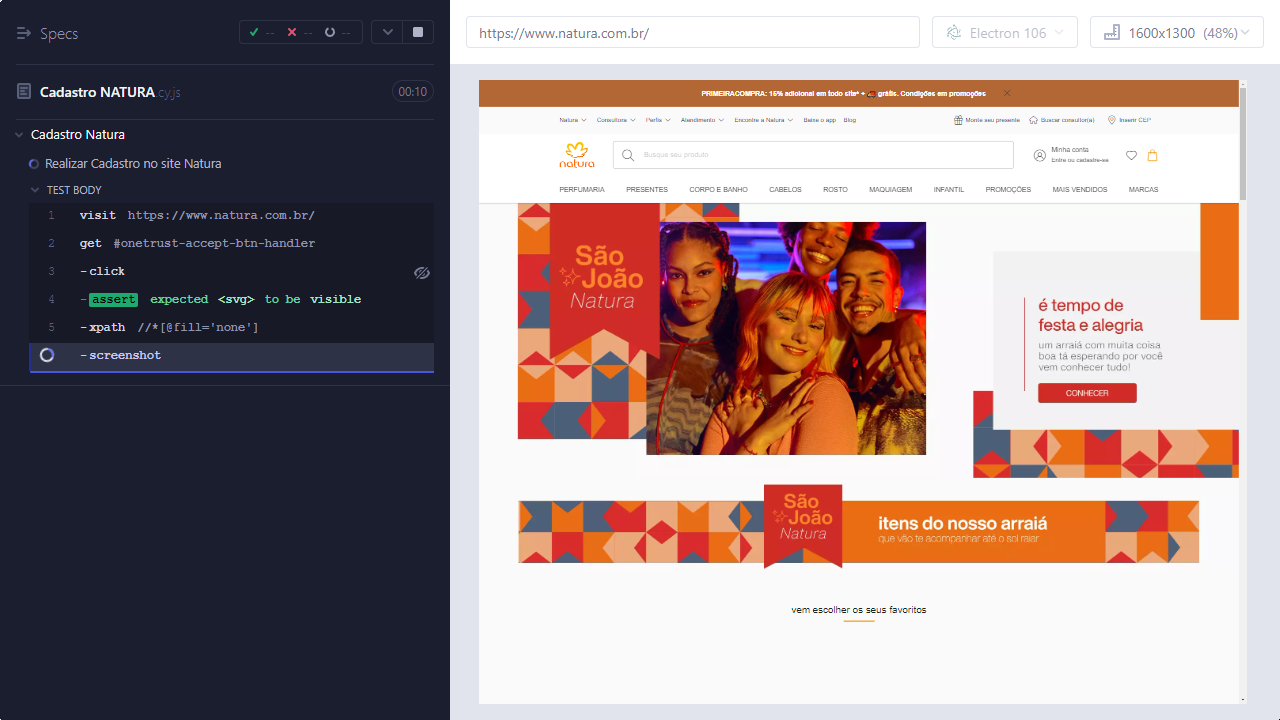 Specs
--
--
--
Cadastro NATURA cy.js
00:10
Cadastro Natura
Realizar Cadastro no site Natura
TEST BODY
1 visit https://www.natura.com.br/
2 get #onetrust-accept-btn-handler
3 -click
4 -assert expected <svg> to be visible
5 -xpath //*[@fill='none']
-screenshot
https://www.natura.com.br/
Electron 106
1600x1300 (48%)
PRIMEIRACOMPRA: 15% adicional em todo site* + 🚚 grátis. Condições em promoções
Natura
Consultora
Perfis
Atendimento
Encontre a Natura
Baixe o app
Blog
Monte seu presente
Buscar consultor(a)
Inserir CEP
natura
Busque seu produto
Minha conta
Entre ou cadastre-se
PERFUMARIA
PRESENTES
CORPO E BANHO
CABELOS
ROSTO
MAQUIAGEM
INFANTIL
PROMOÇÕES
MAIS VENDIDOS
MARCAS
São
João
Natura
é tempo de
festa e alegria
um arraiá com muita coisa
boa tá esperando por você
vem conhecer tudo!
CONHECER
São
João
Natura
itens do nosso arraiá
que vão te acompanhar até o sol raiar
vem escolher os seus favoritos